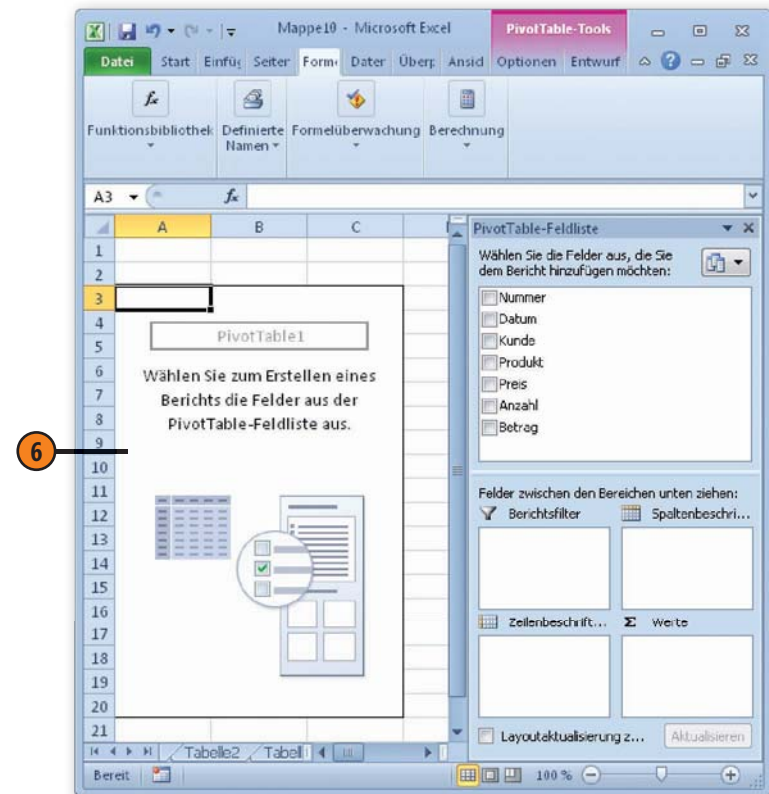 Mappe10 - Microsoft Excel
PivotTable-Tools
Datei Start Einfüg Seiter Form Dater Überp Ansid Optionen Entwurf
Funktionsbibliothek Definierte Namen Formelüberwachung Berechnung
A3 fx
A B C
1
2
3
4
5
6
7
8
9
10
11
12
13
14
15
16
17
18
19
20
21
PivotTable1
Wählen Sie zum Erstellen eines
Berichts die Felder aus der
PivotTable-Feldliste aus.
6
PivotTable-Feldliste
Wählen Sie die Felder aus, die Sie
dem Bericht hinzufügen möchten:
Nummer
Datum
Kunde
Produkt
Preis
Anzahl
Betrag
Felder zwischen den Bereichen unten ziehen:
Berichtsfilter Spaltenbeschri...
Zeilenbeschrift... Σ Werte
Layoutaktualisierung z... Aktualisieren
Tabelle2 Tabell
Bereit 100 %